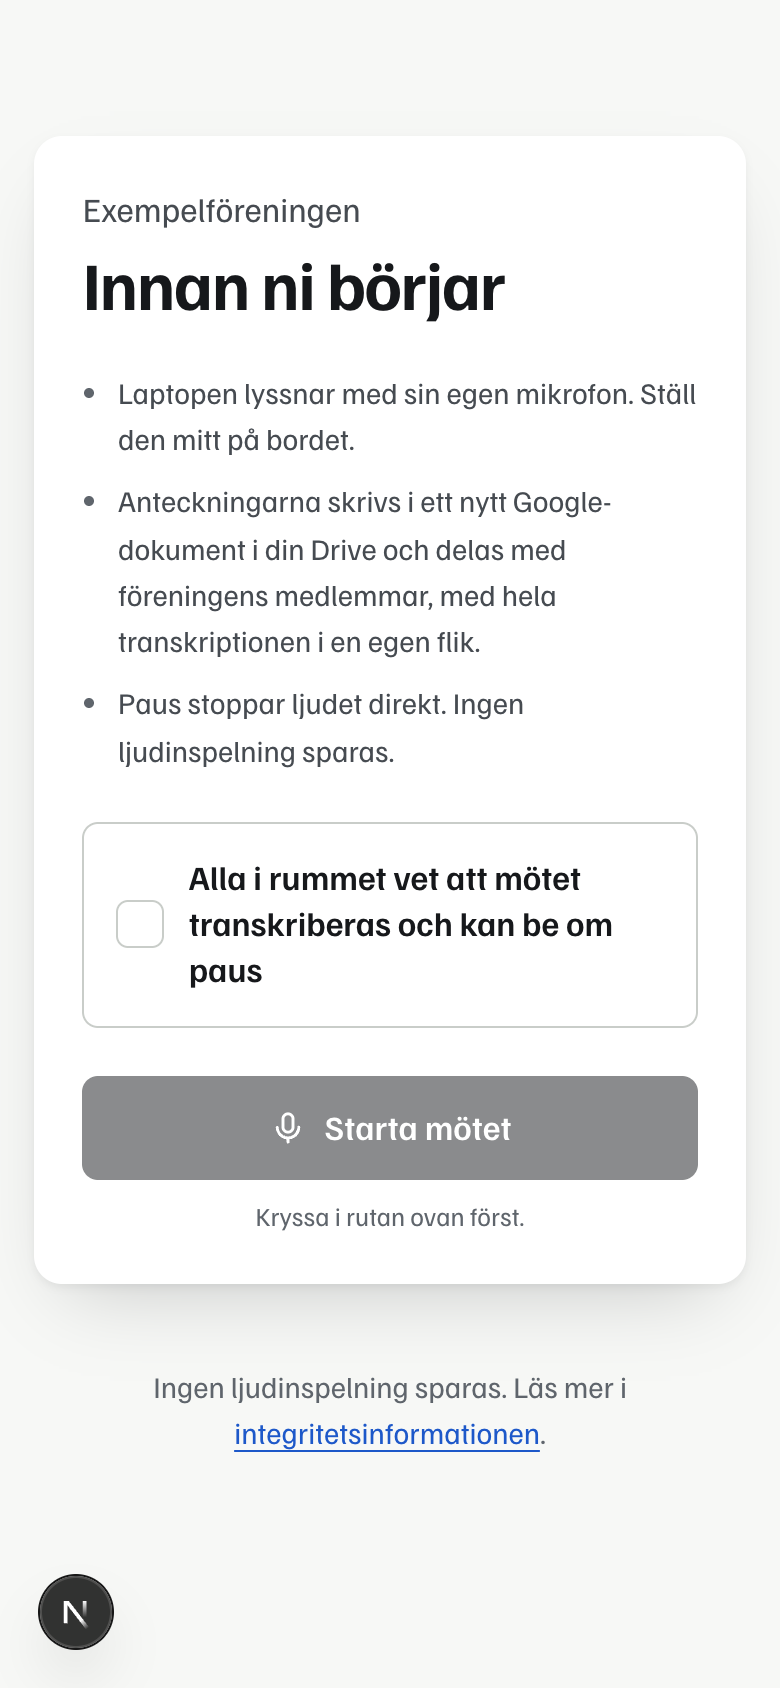 Exempelföreningen
Innan ni börjar
Laptopen lyssnar med sin egen mikrofon. Ställ
den mitt på bordet.
Anteckningarna skrivs i ett nytt Google-
dokument i din Drive och delas med
föreningens medlemmar, med hela
transkriptionen i en egen flik.
Paus stoppar ljudet direkt. Ingen
ljudinspelning sparas.
Alla i rummet vet att mötet
transkriberas och kan be om
paus
Starta mötet
Kryssa i rutan ovan först.
Ingen ljudinspelning sparas. Läs mer i
integritetsinformationen.
N